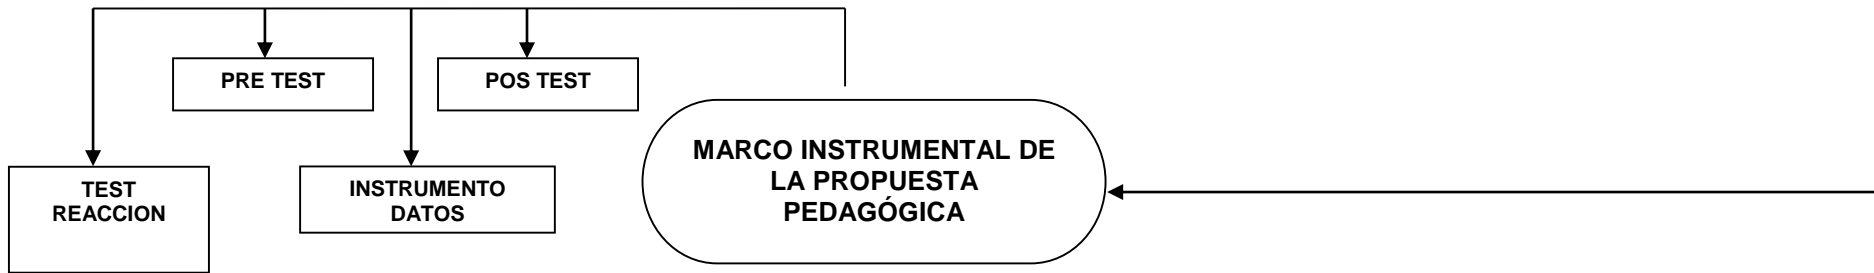 PRE TEST
POS TEST
TEST
REACCION
INSTRUMENTO
DATOS
MARCO INSTRUMENTAL DE
LA PROPUESTA
PEDAGÓGICA